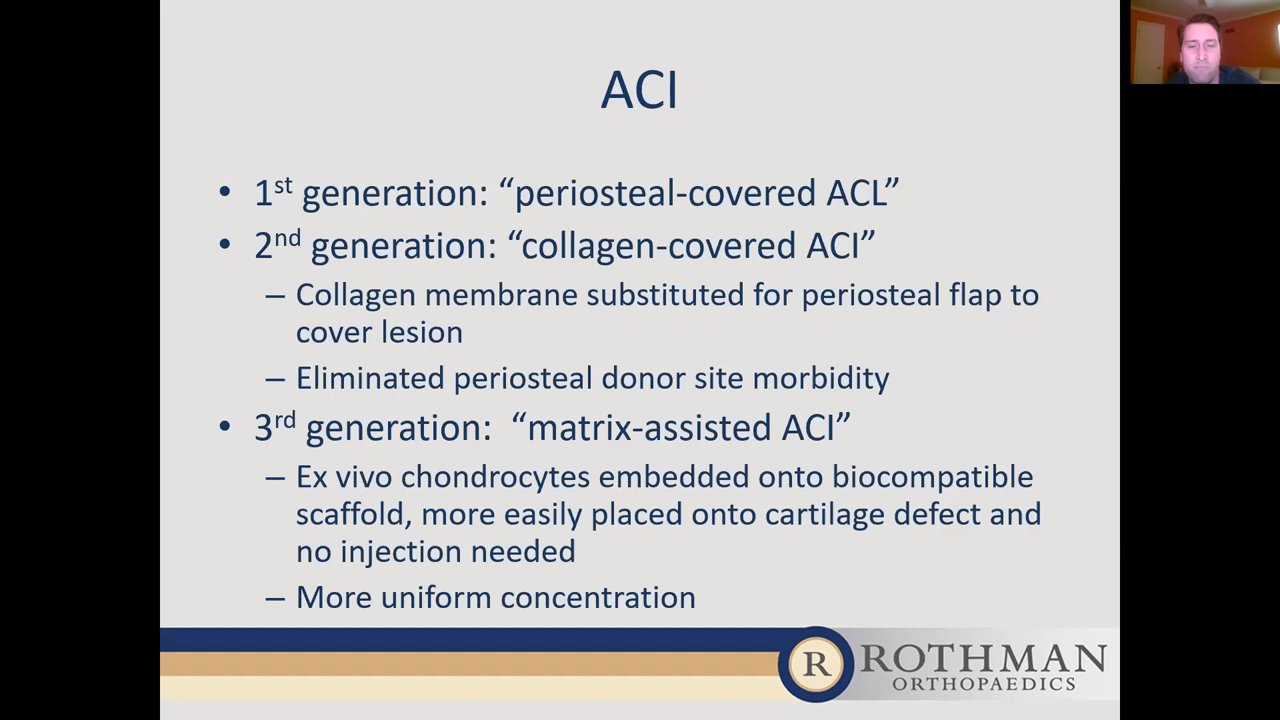 ACI
• 1st generation: “periosteal-covered ACL”
• 2nd generation: “collagen-covered ACI”
– Collagen membrane substituted for periosteal flap to
cover lesion
– Eliminated periosteal donor site morbidity
• 3rd generation:  “matrix-assisted ACI”
– Ex vivo chondrocytes embedded onto biocompatible
scaffold, more easily placed onto cartilage defect and
no injection needed
– More uniform concentration
R ROTHMAN
ORTHOPAEDICS